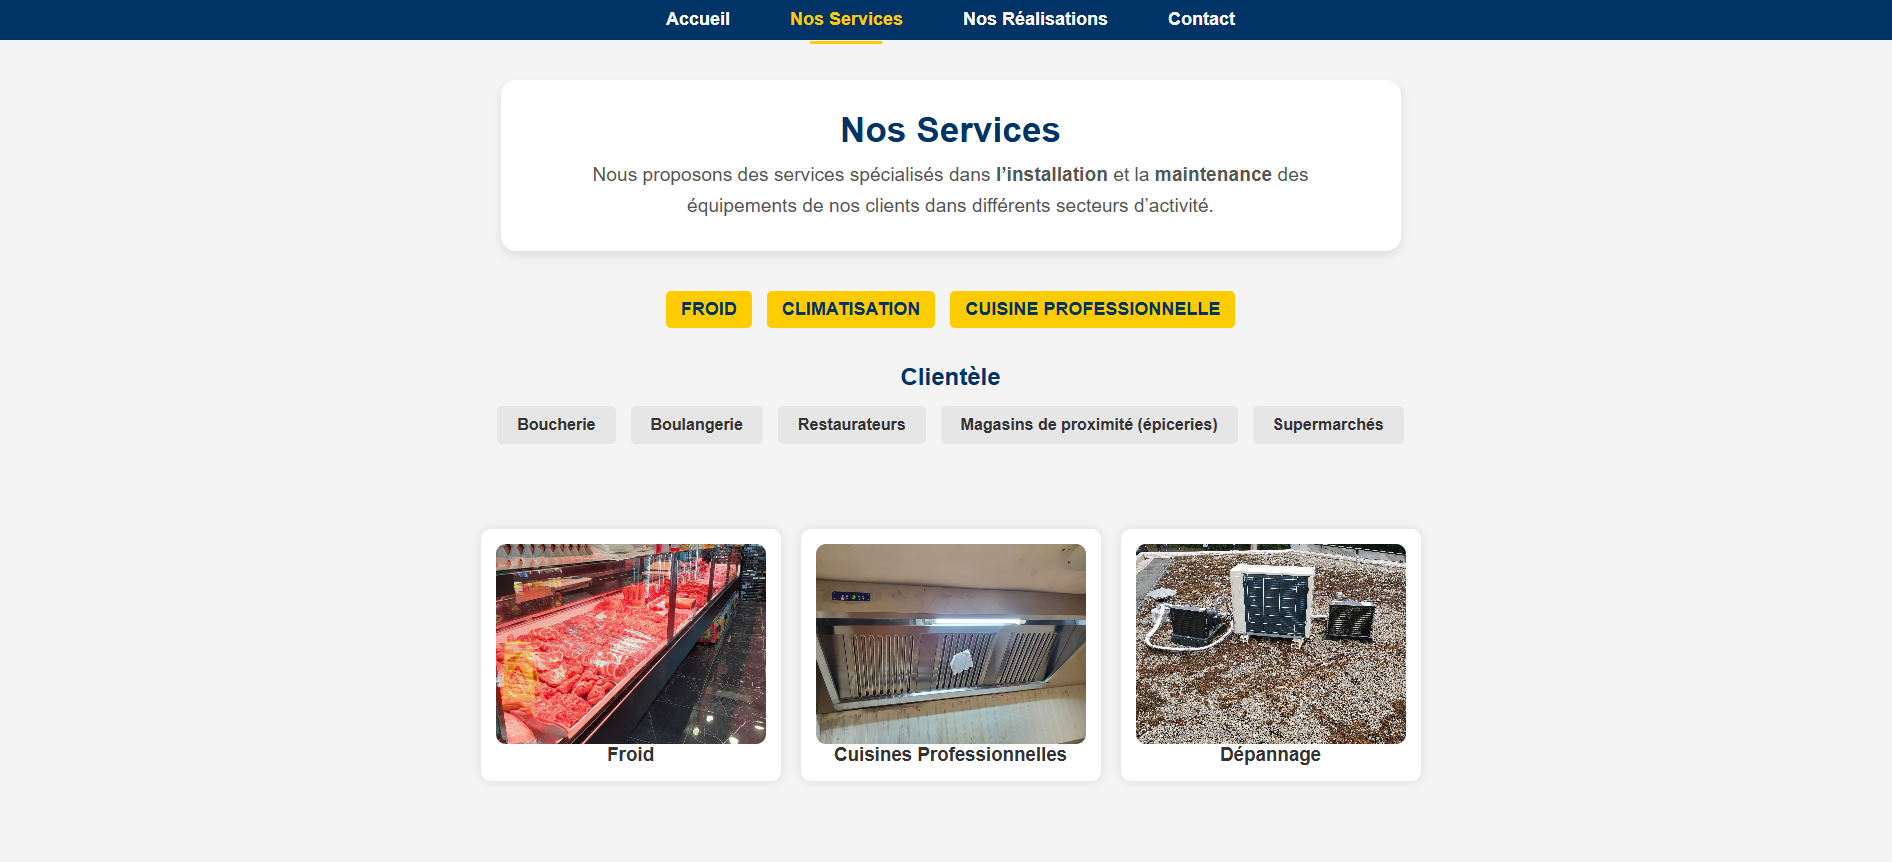 Accueil Nos Services Nos Réalisations Contact
Nos Services
Nous proposons des services spécialisés dans l’installation et la maintenance des
équipements de nos clients dans différents secteurs d’activité.
FROID CLIMATISATION CUISINE PROFESSIONNELLE
Clientèle
Boucherie Boulangerie Restaurateurs Magasins de proximité (épiceries) Supermarchés
Froid Cuisines Professionnelles Dépannage